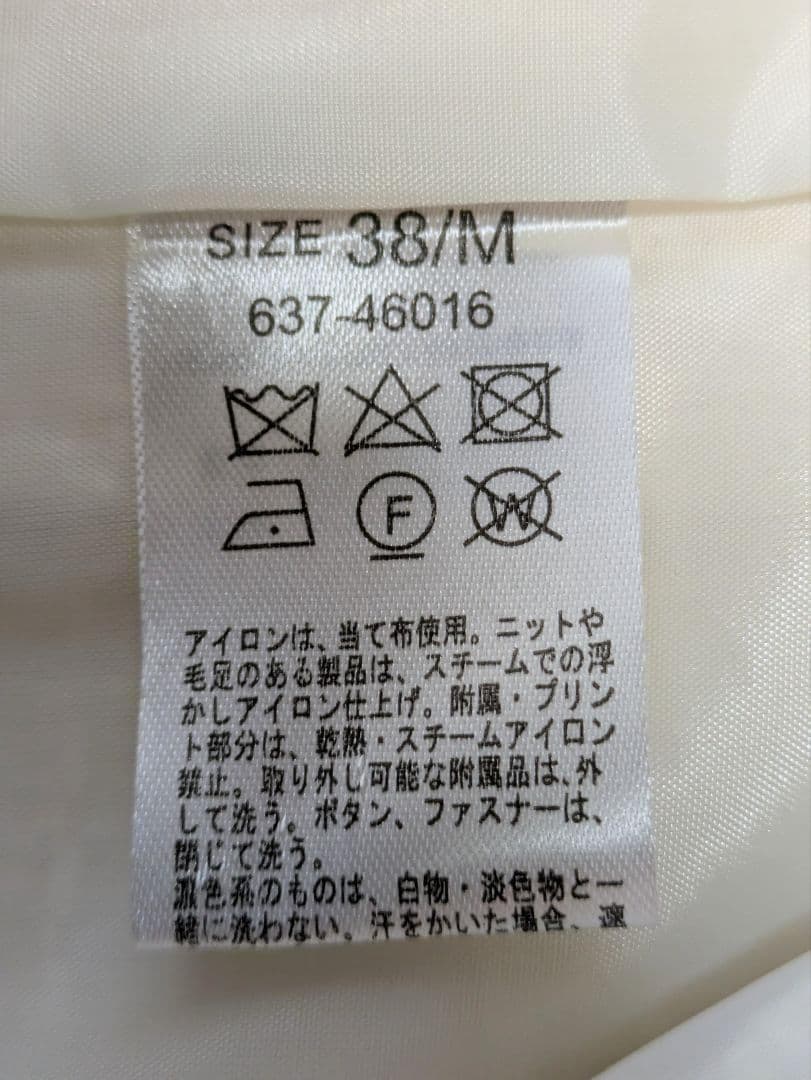 SIZE 38/M
637-46016
F
W
アイロンは、当て布使用。ニットや
毛足のある製品は、スチームでの浮
かしアイロン仕上げ。附属・プリン
ト部分は、乾熱・スチームアイロン
禁止。取り外し可能な附属品は、外
して洗う。ボタン、ファスナーは、
閉じて洗う。
濃色系のものは、白物・淡色物と一
緒に洗わない。汗をかいた場合、速